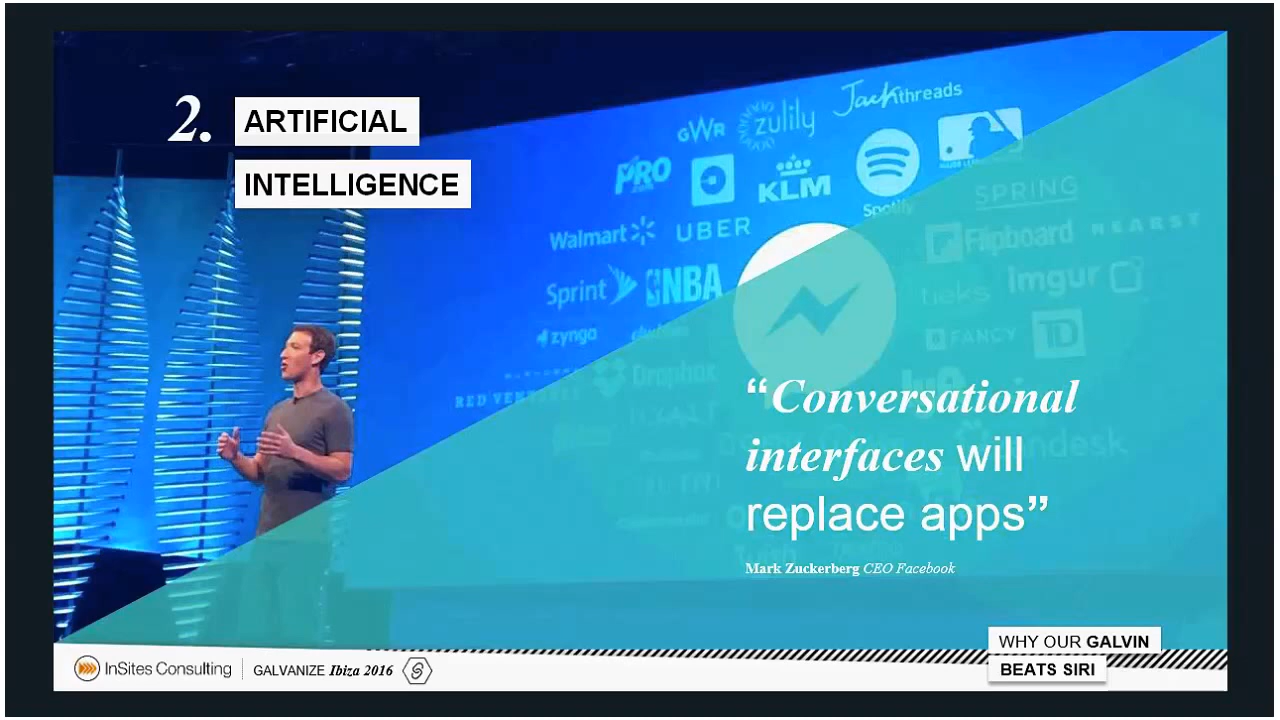 2. ARTIFICIAL
INTELLIGENCE
Jackthreads
GWR zulily
PRO
KLM
Spotify
UBER
Walmart
SPRING
Flipboard
HEARST
Sprint
NBA
imgur
zynga
FANCY
TD
Dropbox
“Conversational
interfaces will
replace apps”
Mark Zuckerberg CEO Facebook
InSites Consulting
GALVANIZE Ibiza 2016
WHY OUR GALVIN
BEATS SIRI